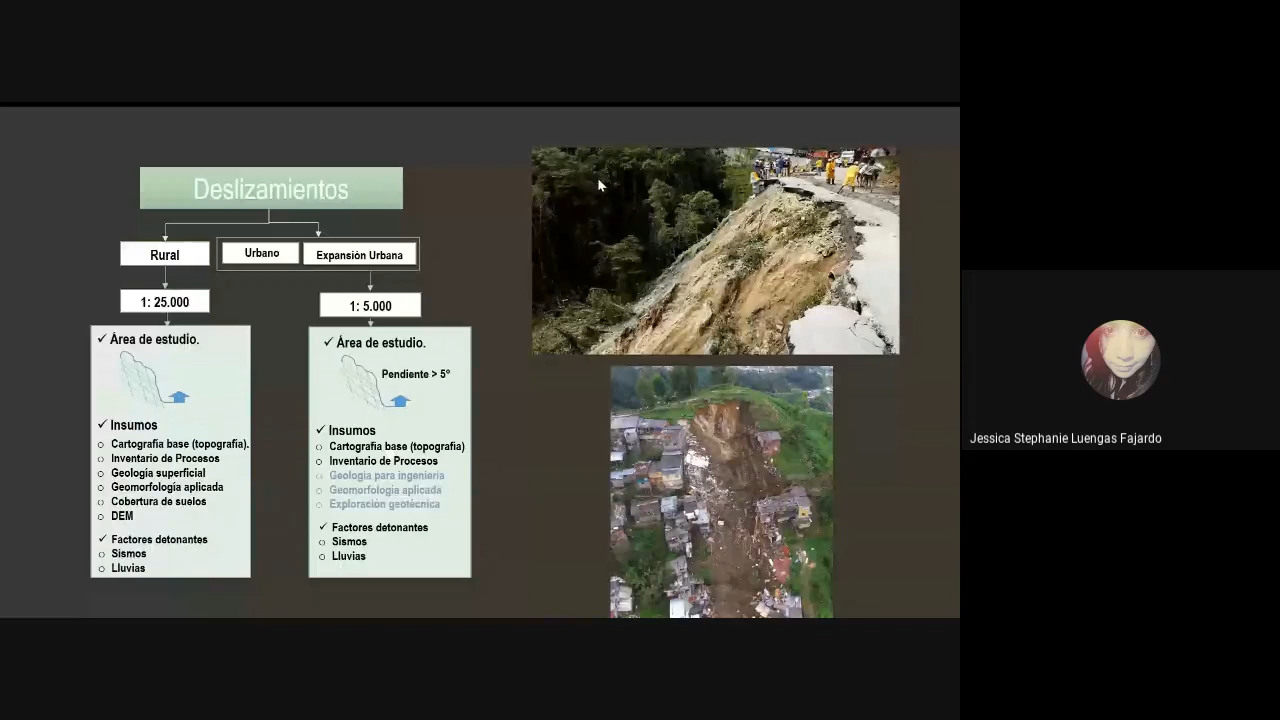 Deslizamientos
Rural
Urbano
Expansión Urbana
1: 25.000
1: 5.000
✓ Área de estudio.
✓ Insumos
o Cartografía base (topografía).
o Inventario de Procesos
o Geología superficial
o Geomorfología aplicada
o Cobertura de suelos
o DEM
✓ Factores detonantes
o Sismos
o Lluvias
✓ Área de estudio.
Pendiente > 5º
✓ Insumos
o Cartografía base (topografía)
o Inventario de Procesos
o Geología para ingeniería
o Geomorfología aplicada
o Exploración geotécnica
✓ Factores detonantes
o Sismos
o Lluvias
Jessica Stephanie Luengas Fajardo